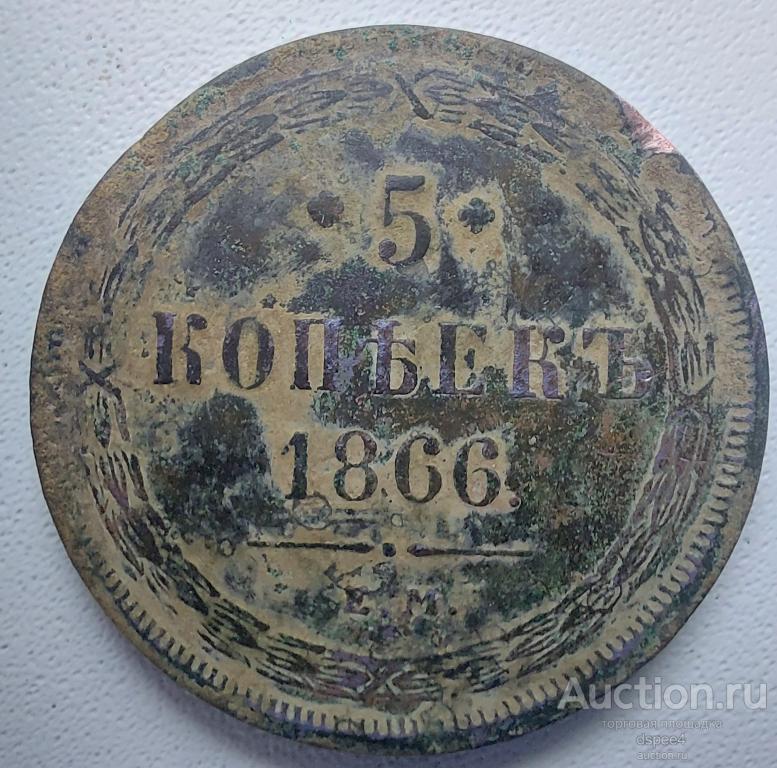 · 5 ·
КОПѢЕКЪ
1866.
Е.М.
Auction.ru
торговая площадка
dspee4
auction.ru